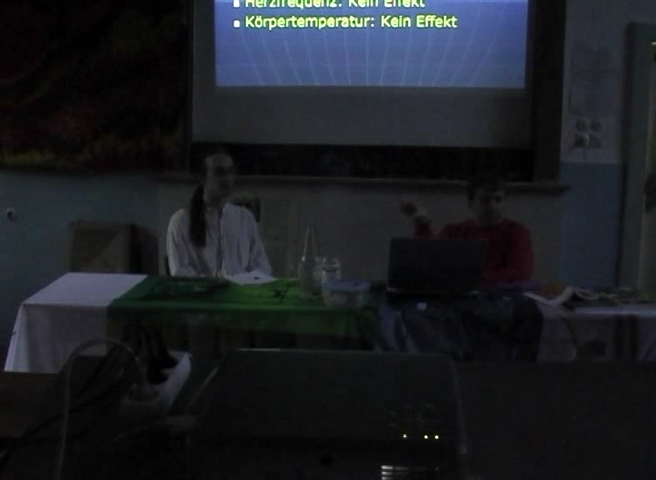 ▪ Herzfrequenz: Kein Effekt
▪ Körpertemperatur: Kein Effekt